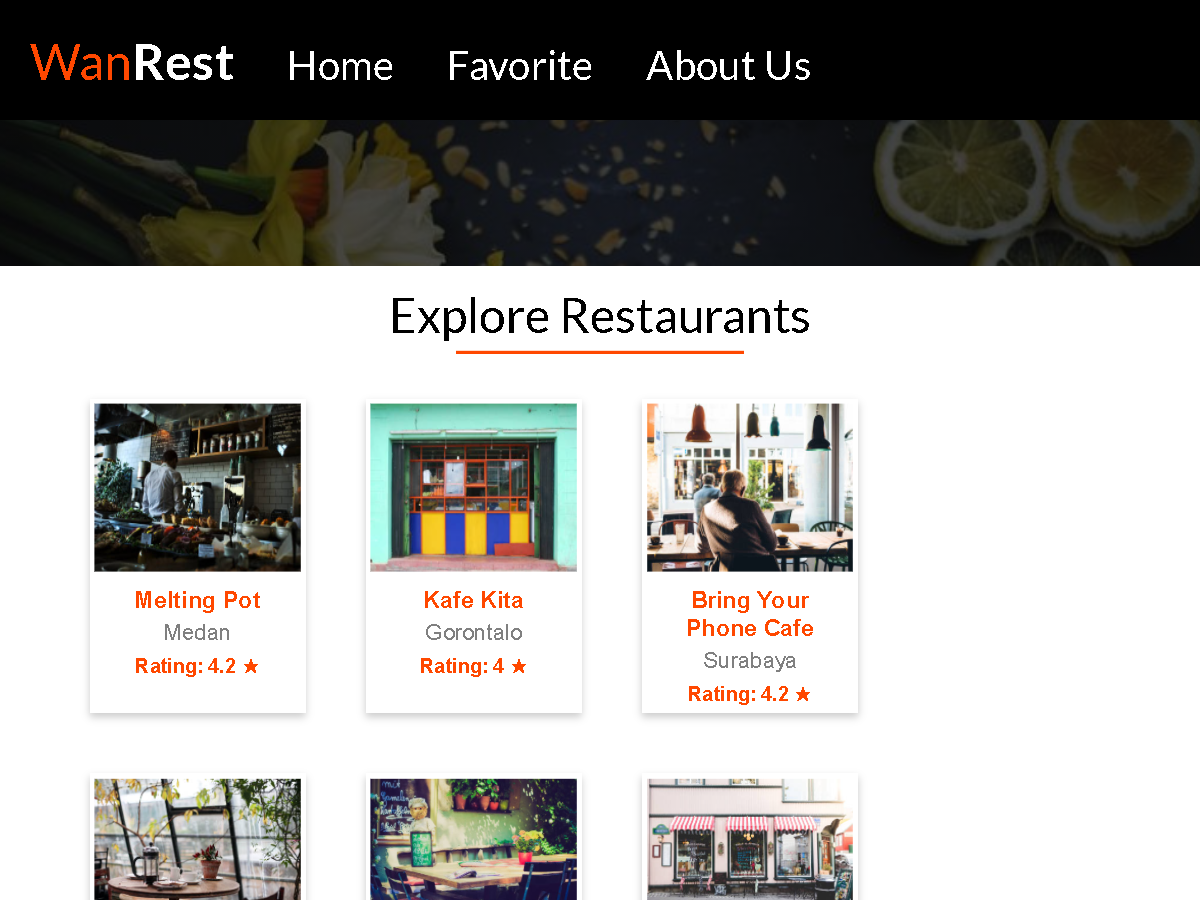 WanRest Home Favorite About Us
Explore Restaurants
Melting Pot
Medan
Rating: 4.2 ★
Kafe Kita
Gorontalo
Rating: 4 ★
Bring Your
Phone Cafe
Surabaya
Rating: 4.2 ★